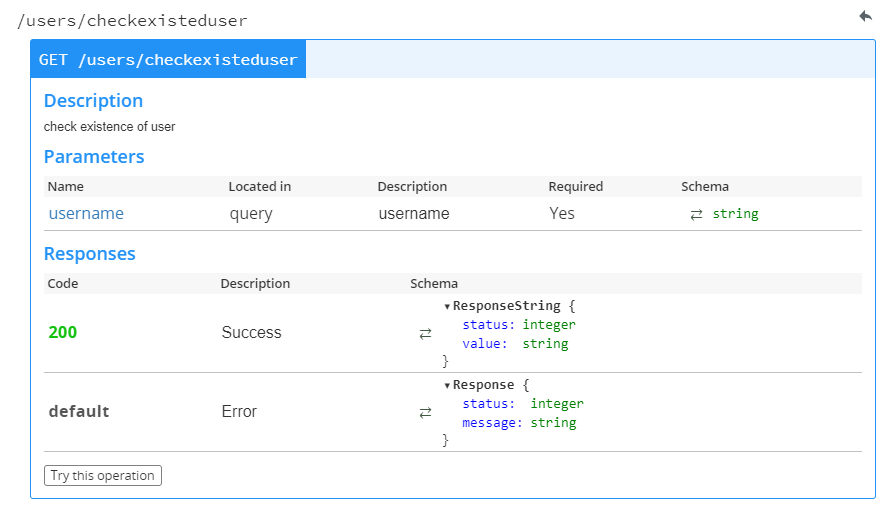 /users/checkexisteduser
GET /users/checkexisteduser
Description
check existence of user
Parameters
Name Located in Description Required Schema
username query username Yes ⇄ string
Responses
Code Description Schema
▼ResponseString {
status: integer
200 Success ⇄
value: string
}
▼Response {
status: integer
default Error ⇄
message: string
}
Try this operation